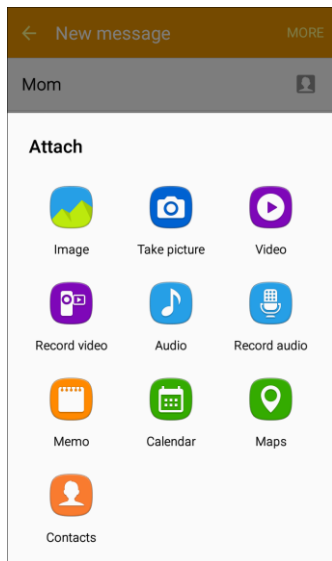 New message MORE
Mom
Attach
Image Take picture Video
Record video Audio Record audio
Memo Calendar Maps
Contacts